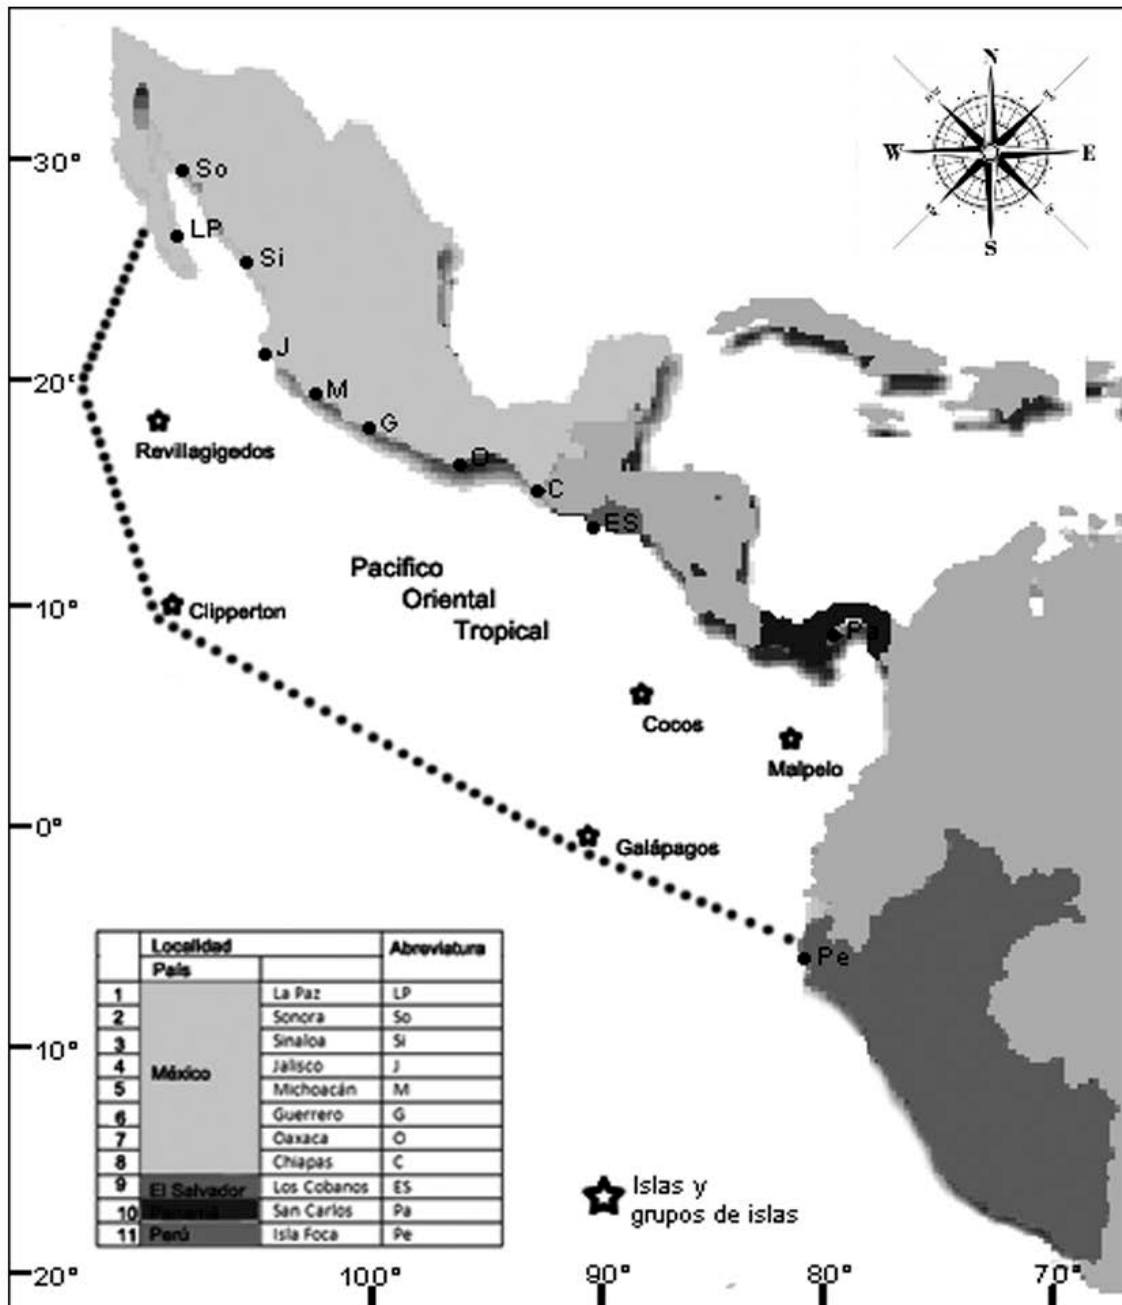 N
W
E
S
30°
So
LP
Si
J
20°
M
G
Revillagigedos
O
C
ES
Pacifico
Oriental
Tropical
10°
Clipperton
Pa
Cocos
Malpelo
0°
Galápagos
Pe
Localidad Abreviatura
País
1 La Paz LP
2 Sonora So
3 Sinaloa Si
4 Jalisco J
México
5 Michoacán M
6 Guerrero G
7 Oaxaca O
8 Chiapas C
9 El Salvador Los Cobanos ES
10 Panamá San Carlos Pa
11 Perú Isla Foca Pe
10°
Islas y
grupos de islas
20°
100°
90°
80°
70°